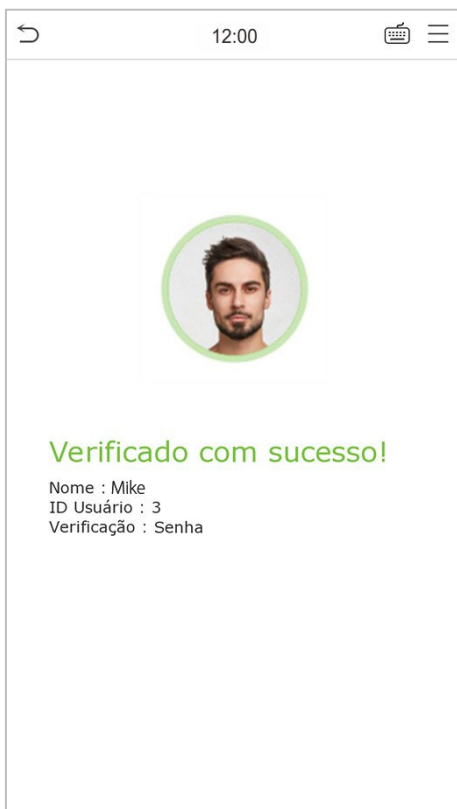 12:00
Verificado com sucesso!
Nome : Mike
ID Usuário : 3
Verificação : Senha